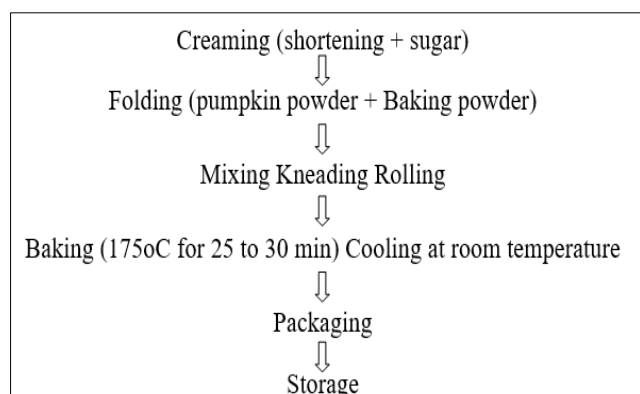 Creaming (shortening + sugar)
Folding (pumpkin powder + Baking powder)
Mixing Kneading Rolling
Baking (175oC for 25 to 30 min) Cooling at room temperature
Packaging
Storage